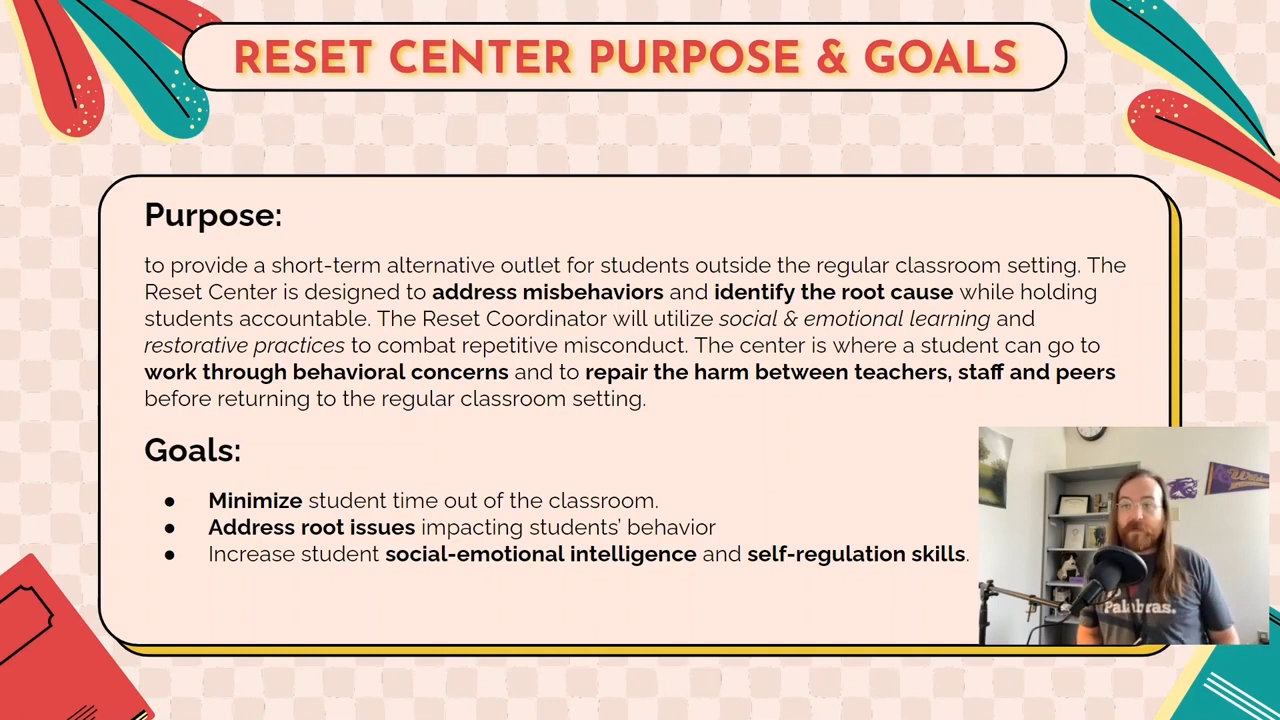 RESET CENTER PURPOSE & GOALS
Purpose:
to provide a short-term alternative outlet for students outside the regular classroom setting. The
Reset Center is designed to address misbehaviors and identify the root cause while holding
students accountable. The Reset Coordinator will utilize social & emotional learning and
restorative practices to combat repetitive misconduct. The center is where a student can go to
work through behavioral concerns and to repair the harm between teachers, staff and peers
before returning to the regular classroom setting.
Goals:
● Minimize student time out of the classroom.
● Address root issues impacting students’ behavior
● Increase student social-emotional intelligence and self-regulation skills.
Palabras.